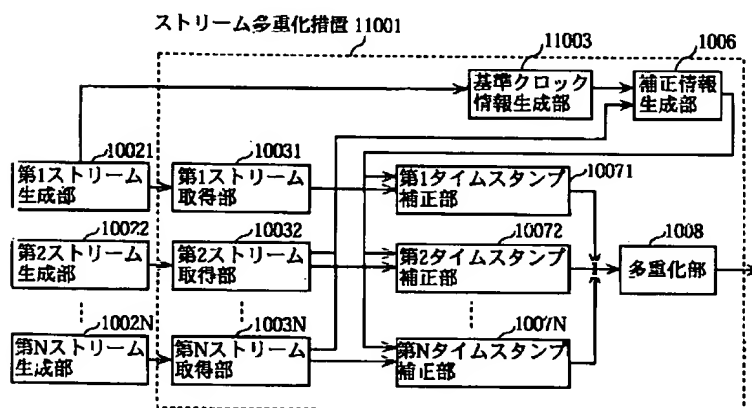 ストリーム多重化措置 11001
11003
1006
基準クロック
情報生成部
補正情報
生成部
10021
10031
10071
第1ストリーム
生成部
第1ストリーム
取得部
第1タイムスタンプ
補正部
10022
10032
10072
1008
第2ストリーム
生成部
第2ストリーム
取得部
第2タイムスタンプ
補正部
多重化部
1002N
1003N
1007N
第Nストリーム
生成部
第Nストリーム
取得部
第Nタイムスタンプ
補正部